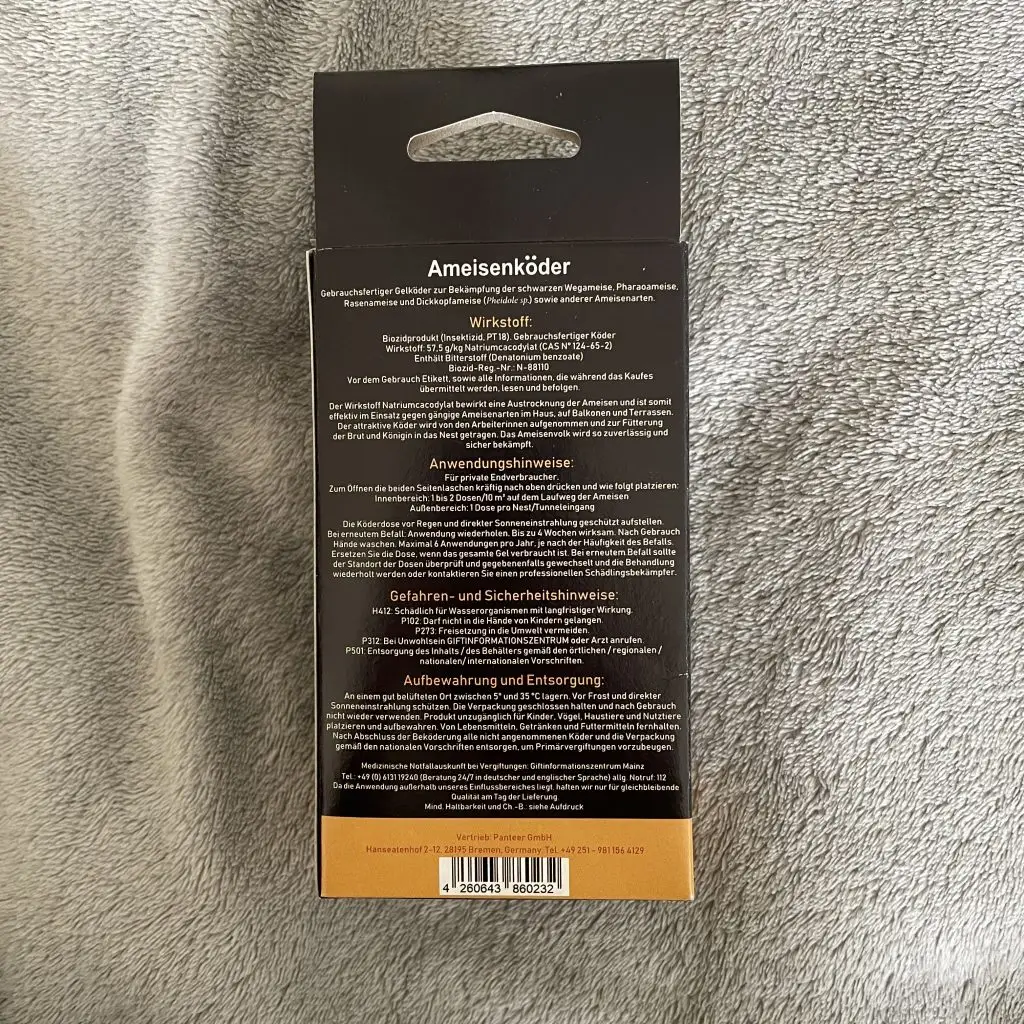 Ameisenköder
Gebrauchsfertiger Gelköder zur Bekämpfung der schwarzen Wegameise, Pharaoameise,
Rasenameise und Dickkopfameise (Pheidole sp.) sowie anderer Ameisenarten.
Wirkstoff:
Biozidprodukt (Insektizid, PT18). Gebrauchsfertiger Köder
Wirkstoff: 57,5 g/kg Natriumcacodylat (CAS N° 124-65-2)
Enthält Bitterstoff (Denatonium benzoate)
Biozid-Reg.-Nr.: N-88110
Vor dem Gebrauch Etikett, sowie alle Informationen, die während das Kaufes
übermittelt werden, lesen und befolgen.
Der Wirkstoff Natriumcacodylat bewirkt eine Austrocknung der Ameisen und ist somit
effektiv im Einsatz gegen gängige Ameisenarten im Haus, auf Balkonen und Terrassen.
Der attraktive Köder wird von den Arbeiterinnen aufgenommen und zur Fütterung
der Brut und Königin in das Nest getragen. Das Ameisenvolk wird so zuverlässig und
sicher bekämpft.
Anwendungshinweise:
Für private Endverbraucher.
Zum Öffnen die beiden Seitenlaschen kräftig nach oben drücken und wie folgt platzieren:
Innenbereich: 1 bis 2 Dosen/10 m² auf dem Laufweg der Ameisen
Außenbereich: 1 Dose pro Nest/Tunneleingang
Die Köderdose vor Regen und direkter Sonneneinstrahlung geschützt aufstellen.
Bei erneutem Befall: Anwendung wiederholen. Bis zu 4 Wochen wirksam. Nach Gebrauch
Hände waschen. Maximal 6 Anwendungen pro Jahr, je nach der Häufigkeit des Befalls.
Ersetzen Sie die Dose, wenn das gesamte Gel verbraucht ist. Bei erneutem Befall sollte
der Standort der Dosen überprüft und gegebenenfalls gewechselt und die Behandlung
wiederholt werden oder kontaktieren Sie einen professionellen Schädlingsbekämpfer.
Gefahren- und Sicherheitshinweise:
H412: Schädlich für Wasserorganismen mit langfristiger Wirkung.
P102: Darf nicht in die Hände von Kindern gelangen.
P273: Freisetzung in die Umwelt vermeiden.
P312: Bei Unwohlsein GIFTINFORMATIONSZENTRUM oder Arzt anrufen.
P501: Entsorgung des Inhalts / des Behälters gemäß den örtlichen / regionalen /
nationalen/ internationalen Vorschriften.
Aufbewahrung und Entsorgung:
An einem gut belüfteten Ort zwischen 5° und 35 °C lagern. Vor Frost und direkter
Sonneneinstrahlung schützen. Die Verpackung geschlossen halten und nach Gebrauch
nicht wieder verwenden. Produkt unzugänglich für Kinder, Vögel, Haustiere und Nutztiere
platzieren und aufbewahren. Von Lebensmitteln, Getränken und Futtermitteln fernhalten.
Nach Abschluss der Beköderung alle nicht angenommenen Köder und die Verpackung
gemäß den nationalen Vorschriften entsorgen, um Primärvergiftungen vorzubeugen.
Medizinische Notfallauskunft bei Vergiftungen: Giftinformationszentrum Mainz
Tel.: +49 (0) 6131 19240 (Beratung 24/7 in deutscher und englischer Sprache) allg. Notruf: 112
Da die Anwendung außerhalb unseres Einflussbereiches liegt, haften wir nur für gleichbleibende
Qualität am Tag der Lieferung.
Mind. Haltbarkeit und Ch.-B.: siehe Aufdruck
Vertrieb: Panteer GmbH
Hanseatenhof 2-12, 28195 Bremen, Germany. Tel. +49 251 - 981 156 4129
4 260643 860232